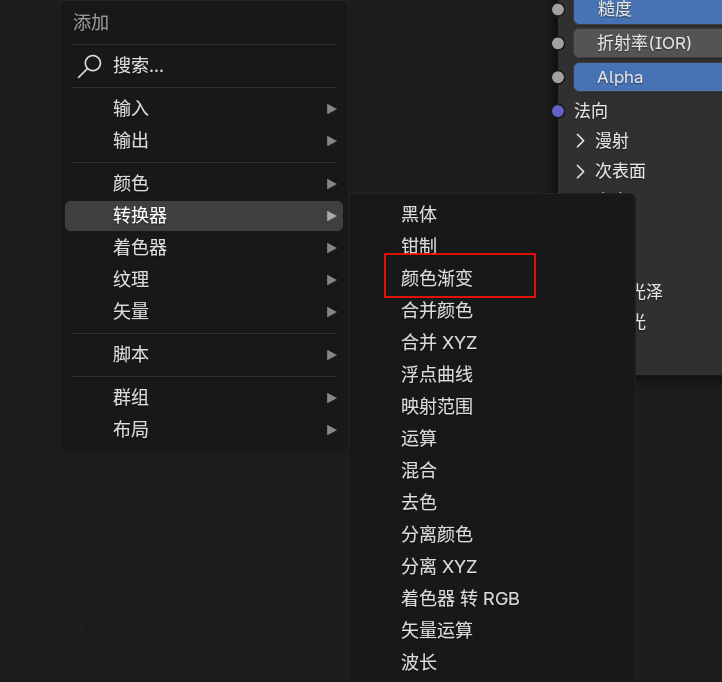 添加
搜索...
输入
输出
颜色
转换器
着色器
纹理
矢量
脚本
群组
布局
黑体
钳制
颜色渐变
合并颜色
合并 XYZ
浮点曲线
映射范围
运算
混合
去色
分离颜色
分离 XYZ
着色器 转 RGB
矢量运算
波长
糙度
折射率(IOR)
Alpha
法向
漫射
次表面
光泽
光